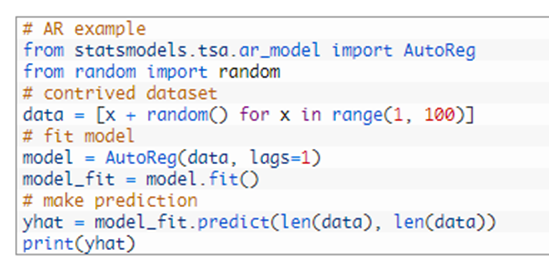 # AR example
from statsmodels.tsa.ar_model import AutoReg
from random import random
# contrived dataset
data = [x + random() for x in range(1, 100)]
# fit model
model = AutoReg(data, lags=1)
model_fit = model.fit()
# make prediction
yhat = model_fit.predict(len(data), len(data))
print(yhat)